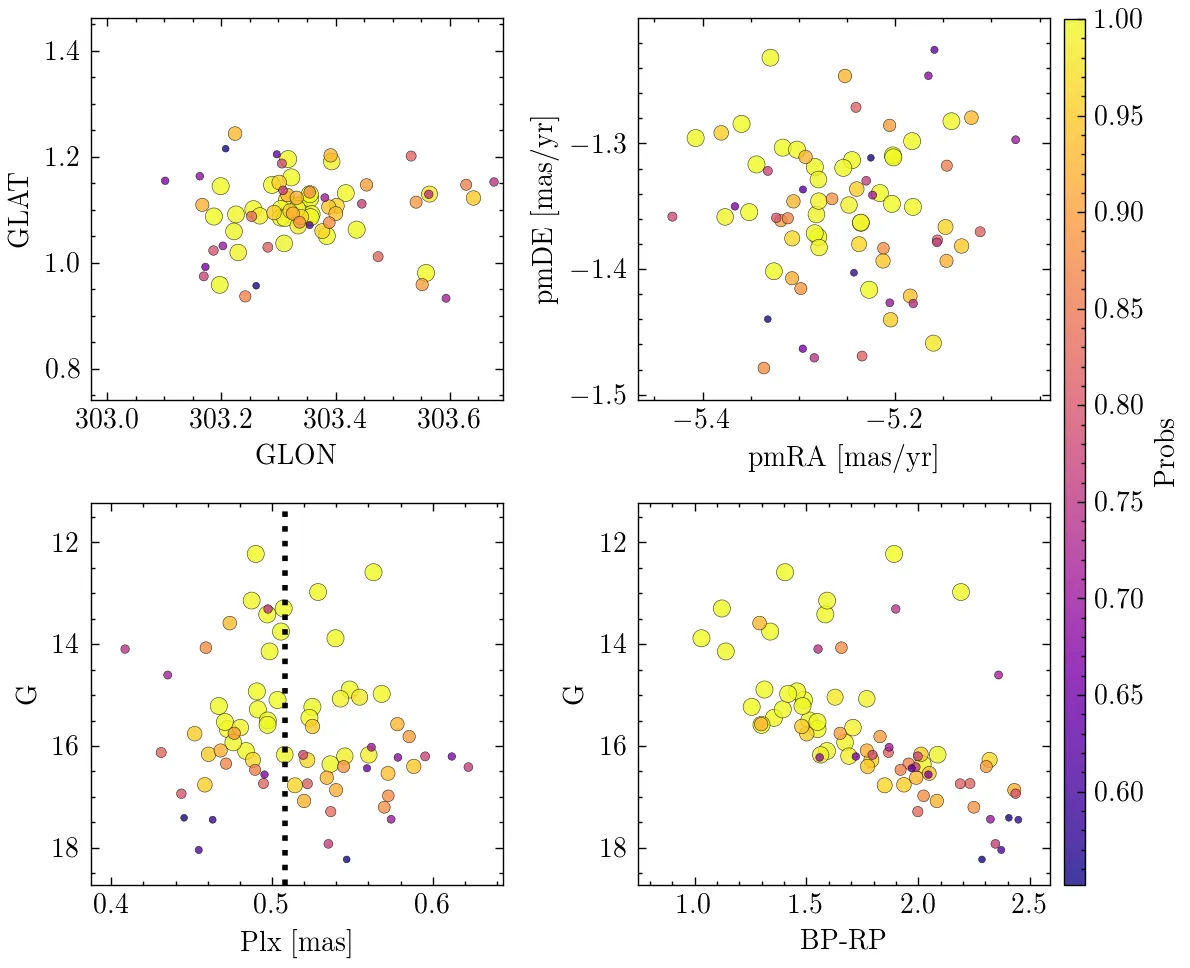 1.4
1.2
1.0
0.8
GLAT
303.0 303.2 303.4 303.6
GLON
−1.3
−1.4
−1.5
pmDE [mas/yr]
−5.4 −5.2
pmRA [mas/yr]
12
14
16
18
G
0.4 0.5 0.6
Plx [mas]
12
14
16
18
G
1.0 1.5 2.0 2.5
BP-RP
1.00
0.95
0.90
0.85
0.80
0.75
0.70
0.65
0.60
Probs